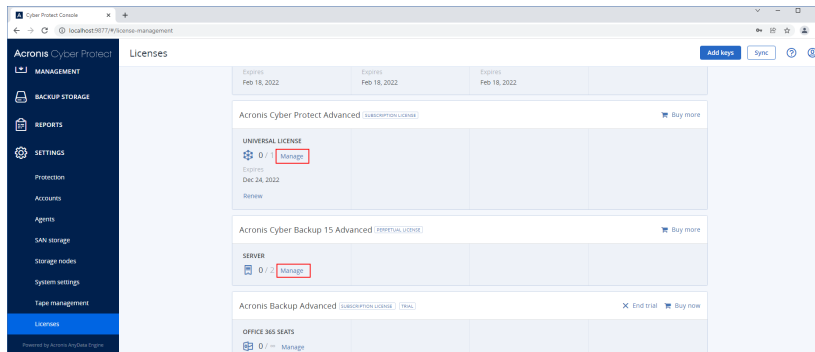 Cyber Protect Console
localhost:9877/#/license-management
Acronis Cyber Protect
Licenses
Add keys
Sync
MANAGEMENT
BACKUP STORAGE
REPORTS
SETTINGS
Protection
Accounts
Agents
SAN storage
Storage nodes
System settings
Tape management
Licenses
Powered by Acronis AnyData Engine
Expires Expires Expires
Feb 18, 2022 Feb 18, 2022 Feb 18, 2022
Acronis Cyber Protect Advanced SUBSCRIPTION LICENSE Buy more
UNIVERSAL LICENSE
0 / 1 Manage
Expires
Dec 24, 2022
Renew
Acronis Cyber Backup 15 Advanced PERPETUAL LICENSE Buy more
SERVER
0 / 2 Manage
Acronis Backup Advanced SUBSCRIPTION LICENSE TRIAL End trial Buy now
OFFICE 365 SEATS
0 / ∞ Manage